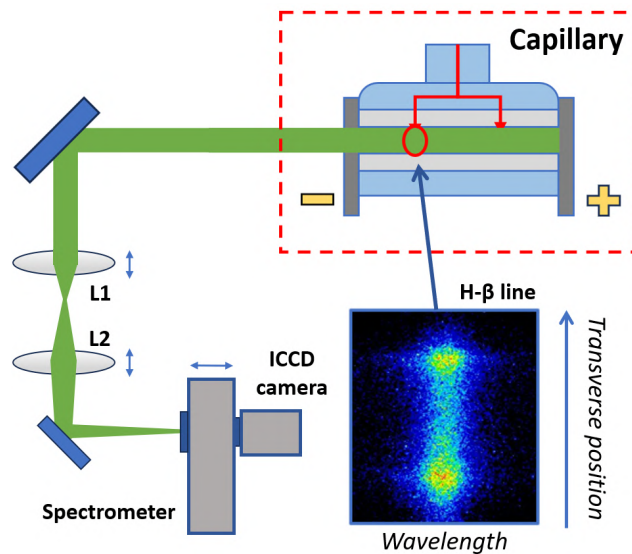 Capillary
L1
L2
H-β line
ICCD
camera
Transverse position
Spectrometer
Wavelength